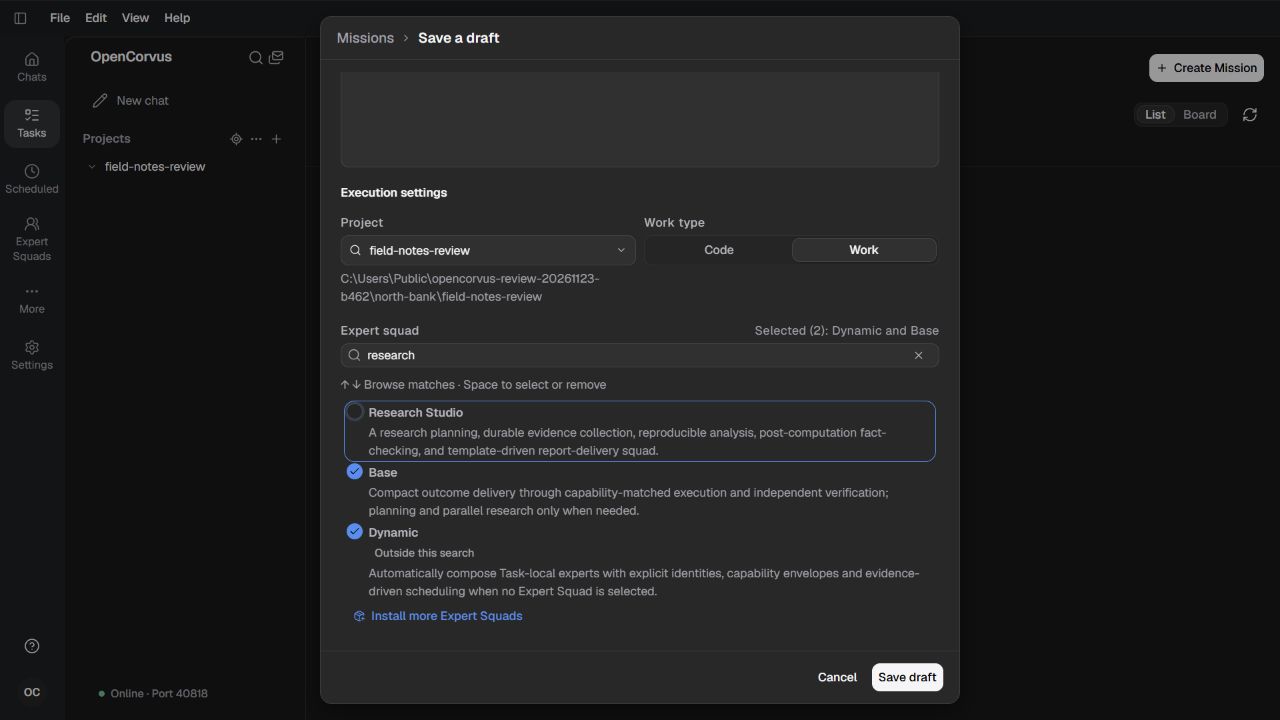 File Edit View Help
OpenCorvus
Chats
New chat
Tasks
Projects
field-notes-review
Scheduled
Expert
Squads
More
Settings
OC
Online · Port 40818
Missions › Save a draft
Execution settings
Project
field-notes-review
C:\Users\Public\opencorvus-review-20261123-
b462\north-bank\field-notes-review
Work type
Code Work
Expert squad
Selected (2): Dynamic and Base
research
↑↓ Browse matches · Space to select or remove
Research Studio
A research planning, durable evidence collection, reproducible analysis, post-computation fact-
checking, and template-driven report-delivery squad.
Base
Compact outcome delivery through capability-matched execution and independent verification;
planning and parallel research only when needed.
Dynamic
Outside this search
Automatically compose Task-local experts with explicit identities, capability envelopes and evidence-
driven scheduling when no Expert Squad is selected.
Install more Expert Squads
Cancel Save draft
+ Create Mission
List Board